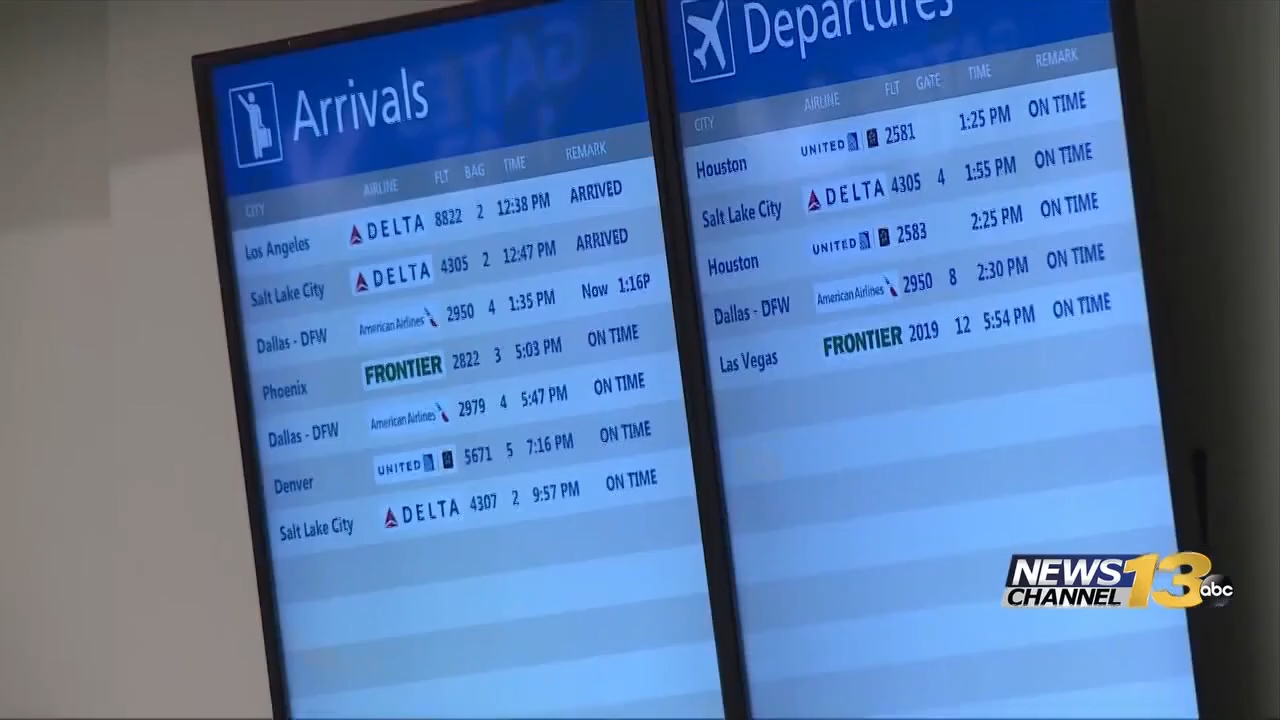 Arrivals
CITY AIRLINE FLT BAG TIME REMARK
Los Angeles DELTA 8822 2 12:38 PM ARRIVED
Salt Lake City DELTA 4305 2 12:47 PM ARRIVED
Dallas - DFW American Airlines 2950 4 1:35 PM Now 1:16P
Phoenix FRONTIER 2822 3 5:03 PM ON TIME
Dallas - DFW American Airlines 2979 4 5:47 PM ON TIME
Denver UNITED 5671 5 7:16 PM ON TIME
Salt Lake City DELTA 4307 2 9:57 PM ON TIME
Departures
CITY AIRLINE FLT GATE TIME REMARK
Houston UNITED 2581 1:25 PM ON TIME
Salt Lake City DELTA 4305 4 1:55 PM ON TIME
Houston UNITED 2583 2:25 PM ON TIME
Dallas - DFW American Airlines 2950 8 2:30 PM ON TIME
Las Vegas FRONTIER 2019 12 5:54 PM ON TIME
NEWS 13 abc
CHANNEL